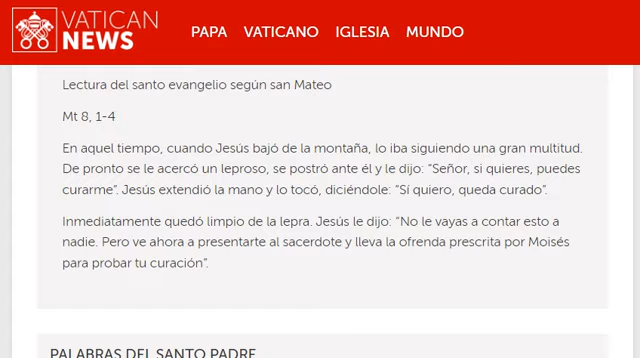 VATICAN
NEWS
PAPA VATICANO IGLESIA MUNDO
Lectura del santo evangelio según san Mateo
Mt 8, 1-4
En aquel tiempo, cuando Jesús bajó de la montaña, lo iba siguiendo una gran multitud.
De pronto se le acercó un leproso, se postró ante él y le dijo: “Señor, si quieres, puedes
curarme”. Jesús extendió la mano y lo tocó, diciéndole: “Sí quiero, queda curado”.
Inmediatamente quedó limpio de la lepra. Jesús le dijo: “No le vayas a contar esto a
nadie. Pero ve ahora a presentarte al sacerdote y lleva la ofrenda prescrita por Moisés
para probar tu curación”.
PALABRAS DEL SANTO PADRE